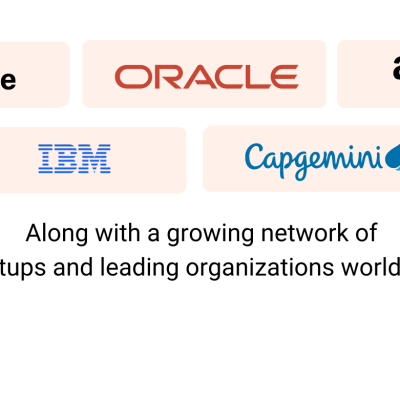 e ORACLE a
IBM Capgemini
Along with a growing network of
tups and leading organizations world